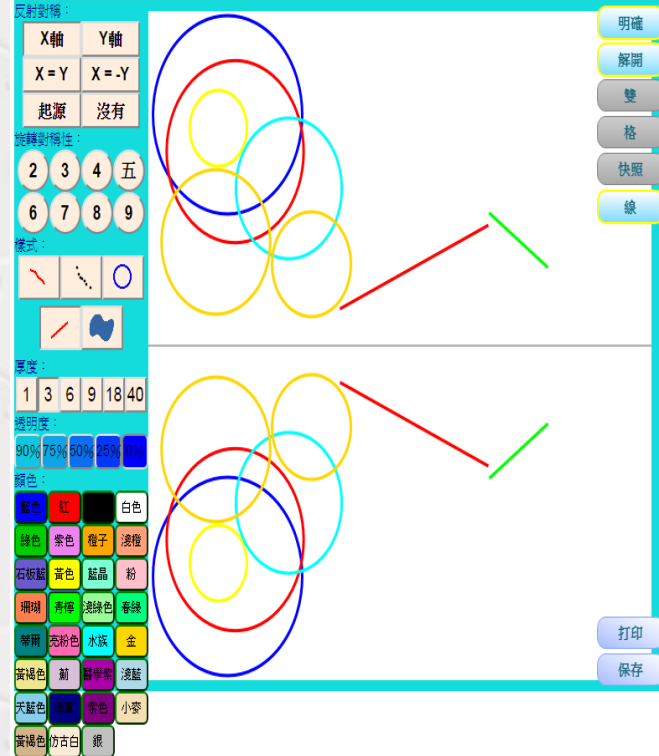 反射對稱：
X軸 Y軸
X = Y X = -Y
起源 沒有
旋轉對稱性：
2 3 4 五
6 7 8 9
樣式：
厚度：
1 3 6 9 18 40
透明度：
90% 75% 50% 25% 0%
顏色：
藍色 紅 白色
綠色 紫色 橙子 淺橙
石板藍 黃色 藍晶 粉
珊瑚 青檸 淺綠色 春綠
蒂爾 亮粉色 水族 金
黃褐色 薊 淺藍
天藍色 海軍 紫色 小麥
黃褐色 仿古白 銀
明確
解開
雙
格
快照
線
打印
保存